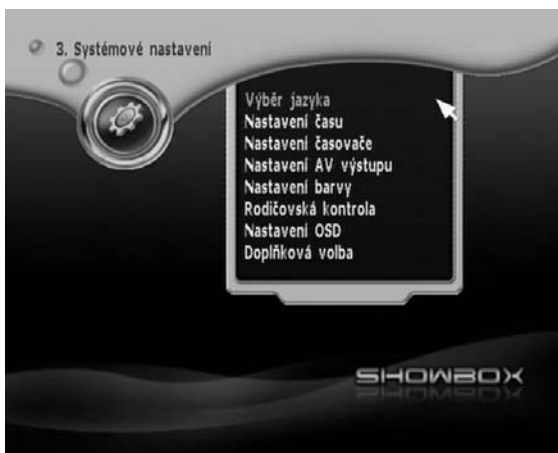 3. Systémové nastavení
Výběr jazyka
Nastavení času
Nastavení časovače
Nastavení AV výstupu
Nastavení barvy
Rodičovská kontrola
Nastavení OSD
Doplňková volba
SHOWBOX